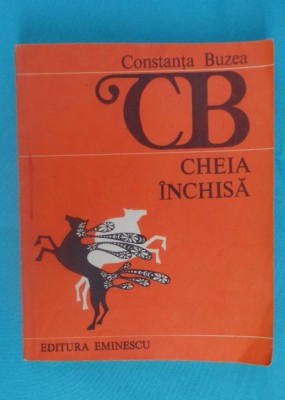 Constanța Buzea
CB
CHEIA
ÎNCHISĂ
EDITURA EMINESCU